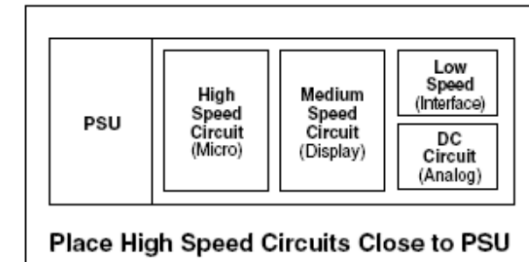 PSU
High
Speed
Circuit
(Micro)
Medium
Speed
Circuit
(Display)
Low
Speed
(Interface)
DC
Circuit
(Analog)
Place High Speed Circuits Close to PSU